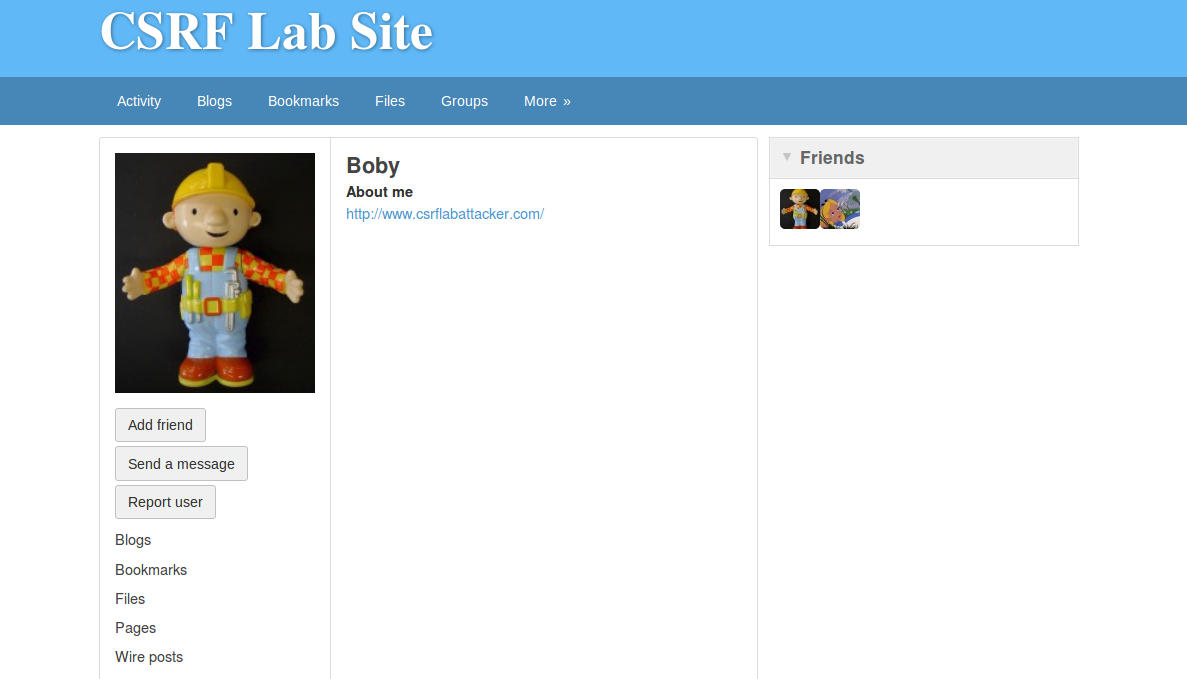 CSRF Lab Site
Activity Blogs Bookmarks Files Groups More »
Boby
About me
http://www.csrflabattacker.com/
Add friend
Send a message
Report user
Blogs
Bookmarks
Files
Pages
Wire posts
Friends